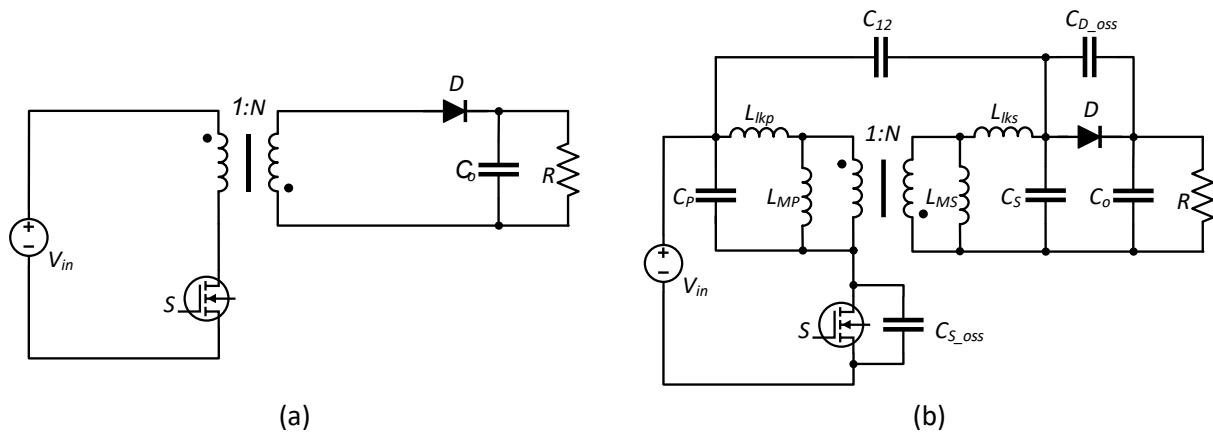 1:N
D
Co
R
Vin
S
(a)
C12
CD_oss
Llkp
1:N
Llks
D
CP
LMP
LMS
CS
Co
R
Vin
S
CS_oss
(b)